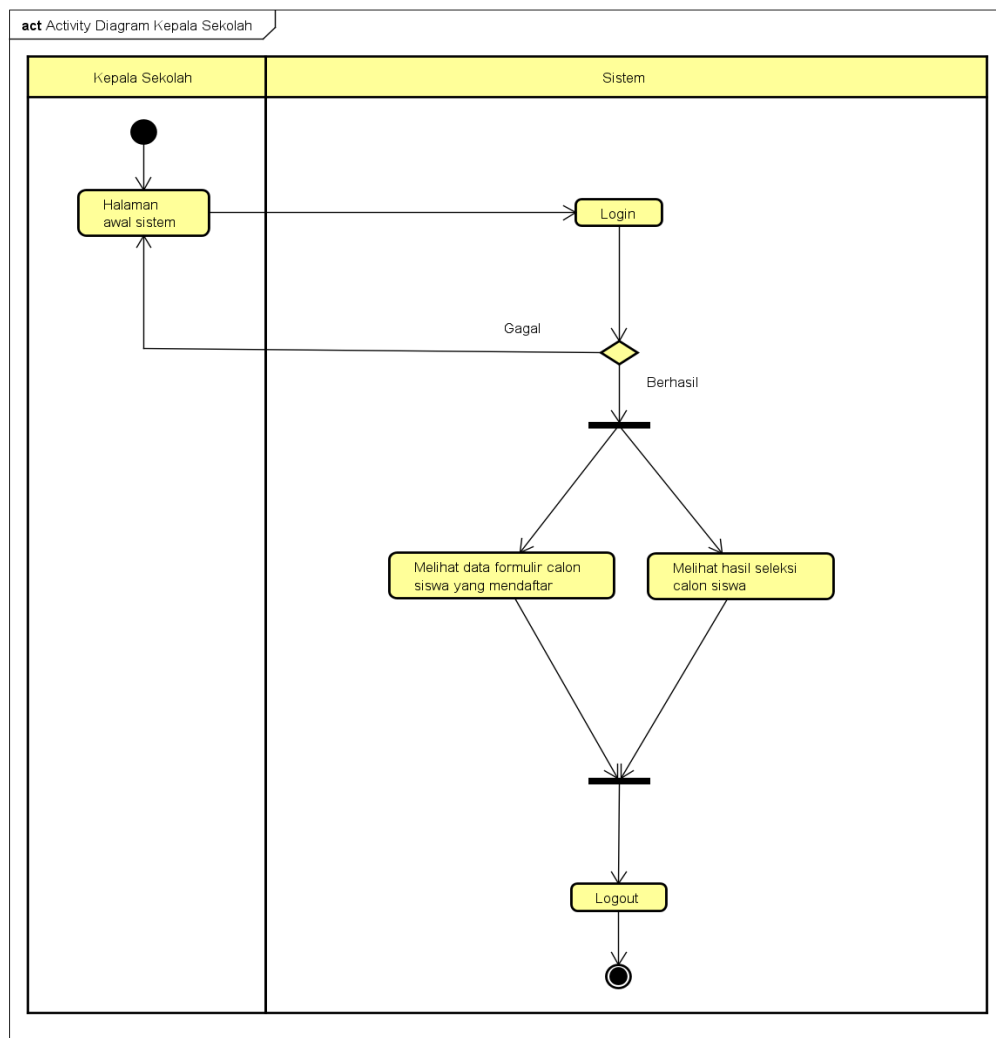 act Activity Diagram Kepala Sekolah
Kepala Sekolah
Sistem
Halaman
awal sistem
Login
Gagal
Berhasil
Melihat data formulir calon
siswa yang mendaftar
Melihat hasil seleksi
calon siswa
Logout